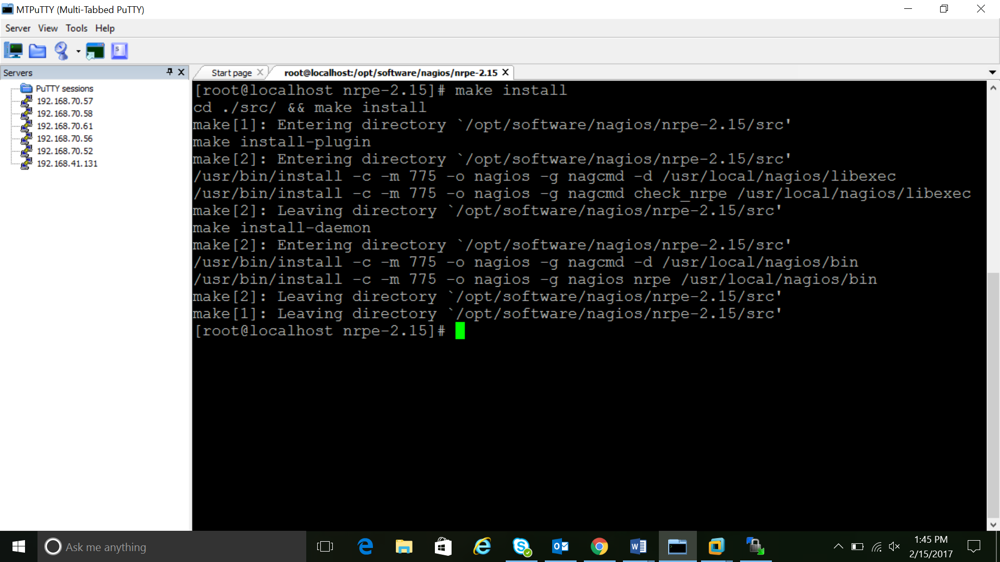 MTPuTTY (Multi-Tabbed PuTTY)
Server View Tools Help
Servers
PuTTY sessions
192.168.70.57
192.168.70.58
192.168.70.61
192.168.70.56
192.168.70.52
192.168.41.131
Start page
root@localhost:/opt/software/nagios/nrpe-2.15
[root@localhost nrpe-2.15]# make install
cd ./src/ && make install
make[1]: Entering directory `/opt/software/nagios/nrpe-2.15/src'
make install-plugin
make[2]: Entering directory `/opt/software/nagios/nrpe-2.15/src'
/usr/bin/install -c -m 775 -o nagios -g nagcmd -d /usr/local/nagios/libexec
/usr/bin/install -c -m 775 -o nagios -g nagcmd check_nrpe /usr/local/nagios/libexec
make[2]: Leaving directory `/opt/software/nagios/nrpe-2.15/src'
make install-daemon
make[2]: Entering directory `/opt/software/nagios/nrpe-2.15/src'
/usr/bin/install -c -m 775 -o nagios -g nagcmd -d /usr/local/nagios/bin
/usr/bin/install -c -m 775 -o nagios -g nagios nrpe /usr/local/nagios/bin
make[2]: Leaving directory `/opt/software/nagios/nrpe-2.15/src'
make[1]: Leaving directory `/opt/software/nagios/nrpe-2.15/src'
[root@localhost nrpe-2.15]#
Ask me anything
1:45 PM
2/15/2017